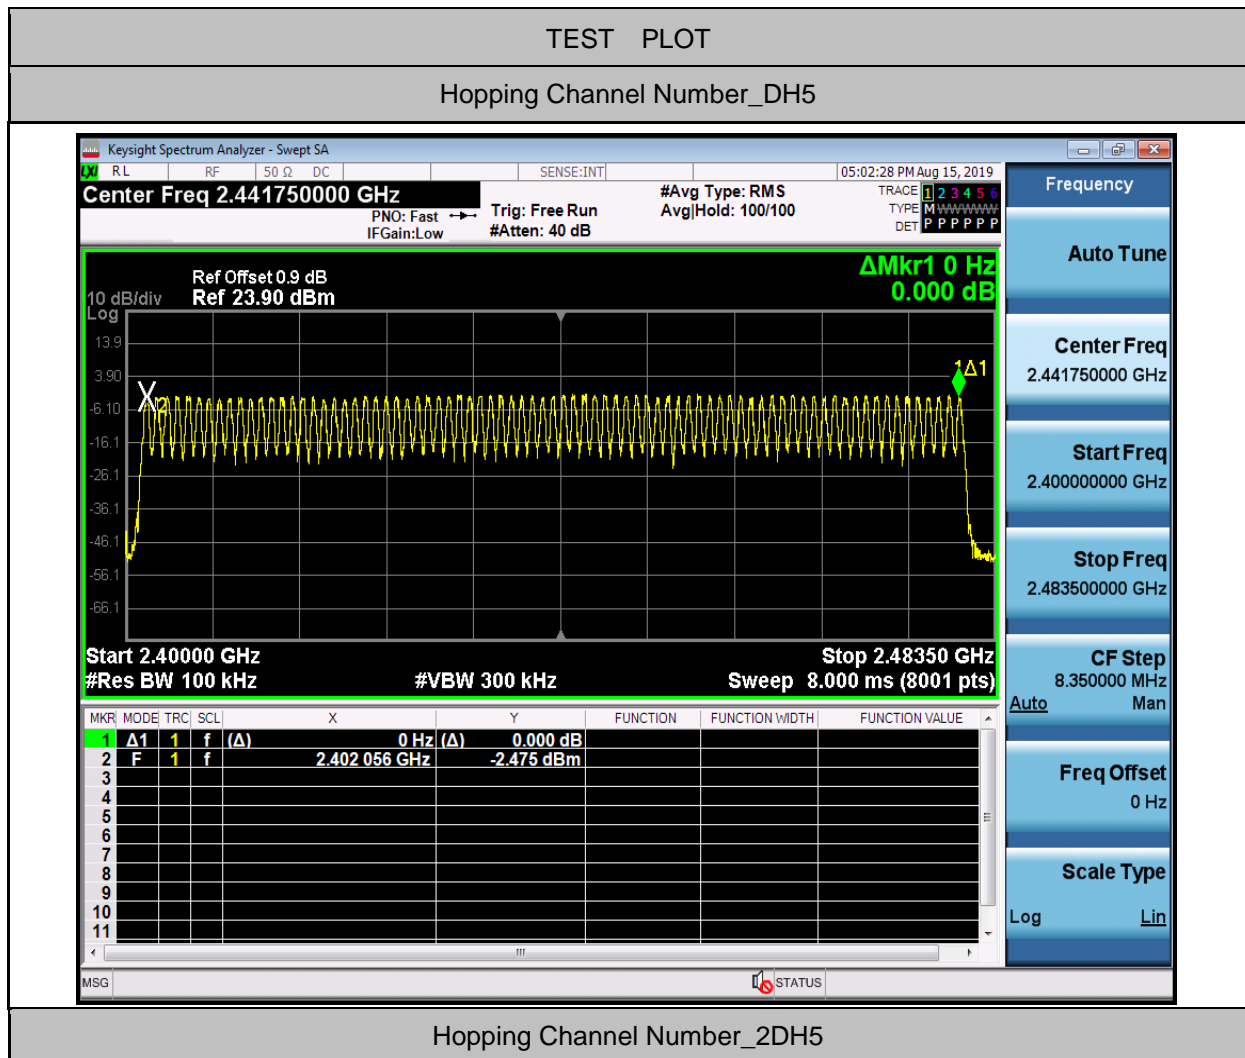 TEST PLOT
Hopping Channel Number_DH5
Keysight Spectrum Analyzer - Swept SA
LXI RL RF 50 Ω DC SENSE:INT 05:02:28 PM Aug 15, 2019
Center Freq 2.441750000 GHz
PNO: Fast
IFGain:Low
Trig: Free Run
#Atten: 40 dB
#Avg Type: RMS
Avg|Hold: 100/100
TRACE 1 2 3 4 5 6
TYPE M WWWWW
DET P P P P P P
ΔMkr1 0 Hz
0.000 dB
Ref Offset 0.9 dB
10 dB/div Ref 23.90 dBm
Log
13.9
3.90
-6.10
-16.1
-26.1
-36.1
-46.1
-56.1
-66.1
2
1Δ1
Start 2.40000 GHz Stop 2.48350 GHz
#Res BW 100 kHz #VBW 300 kHz Sweep 8.000 ms (8001 pts)
MKR MODE TRC SCL X Y FUNCTION FUNCTION WIDTH FUNCTION VALUE
1 Δ1 1 f (Δ) 0 Hz (Δ) 0.000 dB
2 F 1 f 2.402 056 GHz -2.475 dBm
3
4
5
6
7
8
9
10
11
MSG STATUS
Frequency
Auto Tune
Center Freq
2.441750000 GHz
Start Freq
2.400000000 GHz
Stop Freq
2.483500000 GHz
CF Step
8.350000 MHz
Auto Man
Freq Offset
0 Hz
Scale Type
Log Lin
Hopping Channel Number_2DH5